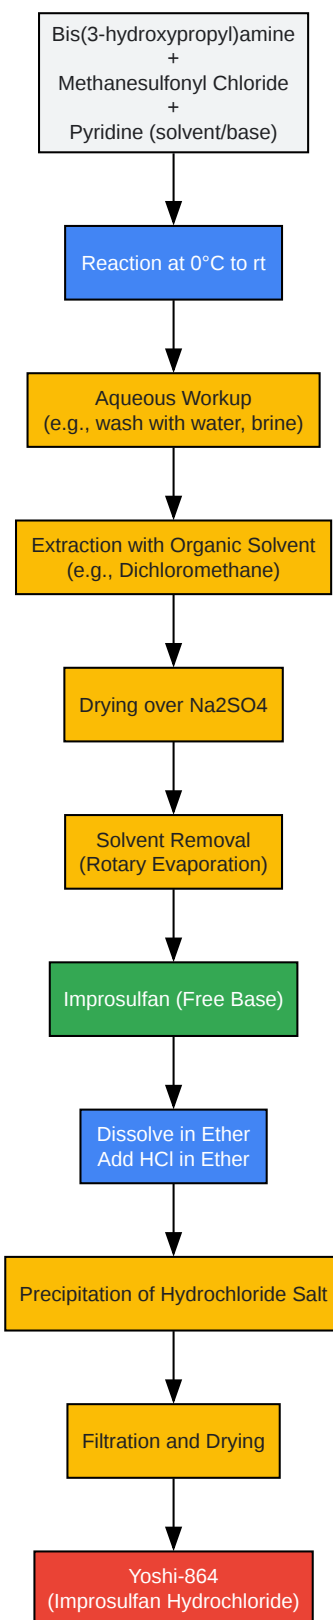 Bis(3-hydroxypropyl)amine
+
Methanesulfonyl Chloride
+
Pyridine (solvent/base)
Reaction at 0°C to rt
Aqueous Workup
(e.g., wash with water, brine)
Extraction with Organic Solvent
(e.g., Dichloromethane)
Drying over Na2SO4
Solvent Removal
(Rotary Evaporation)
Improsulfan (Free Base)
Dissolve in Ether
Add HCl in Ether
Precipitation of Hydrochloride Salt
Filtration and Drying
Yoshi-864
(Improsulfan Hydrochloride)